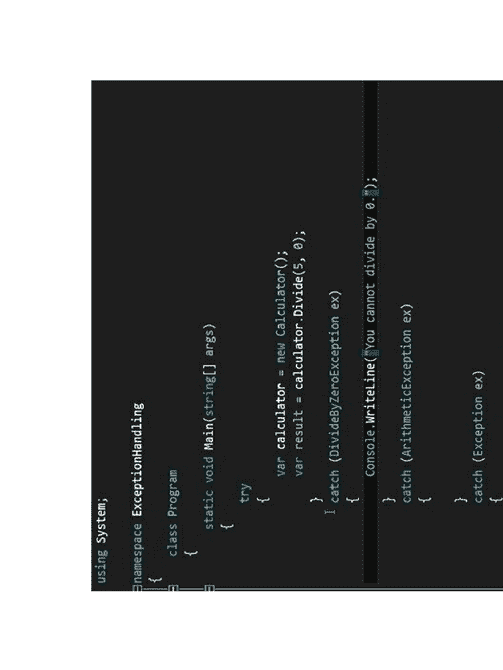 using System;
namespace ExceptionHandling
{
class Program
{
static void Main(string[] args)
{
try
{
var calculator = new Calculator();
var result = calculator.Divide(5, 0);
}
catch (DivideByZeroException ex)
{
Console.WriteLine("You cannot divide by 0.");
}
catch (ArithmeticException ex)
{
}
catch (Exception ex)
{